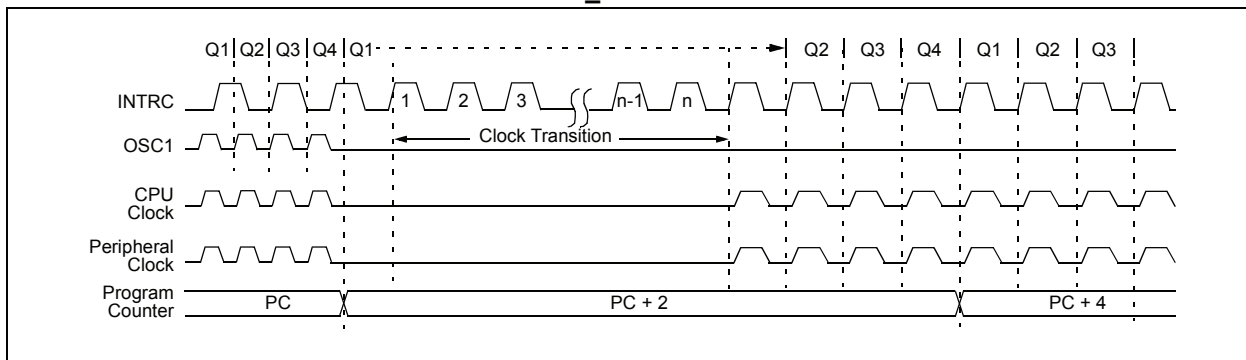 Q1 Q2 Q3 Q4 Q1 Q2 Q3 Q4 Q1 Q2 Q3
INTRC 1 2 3 n-1 n
Clock Transition
OSC1
CPU
Clock
Peripheral
Clock
Program
Counter
PC PC + 2 PC + 4